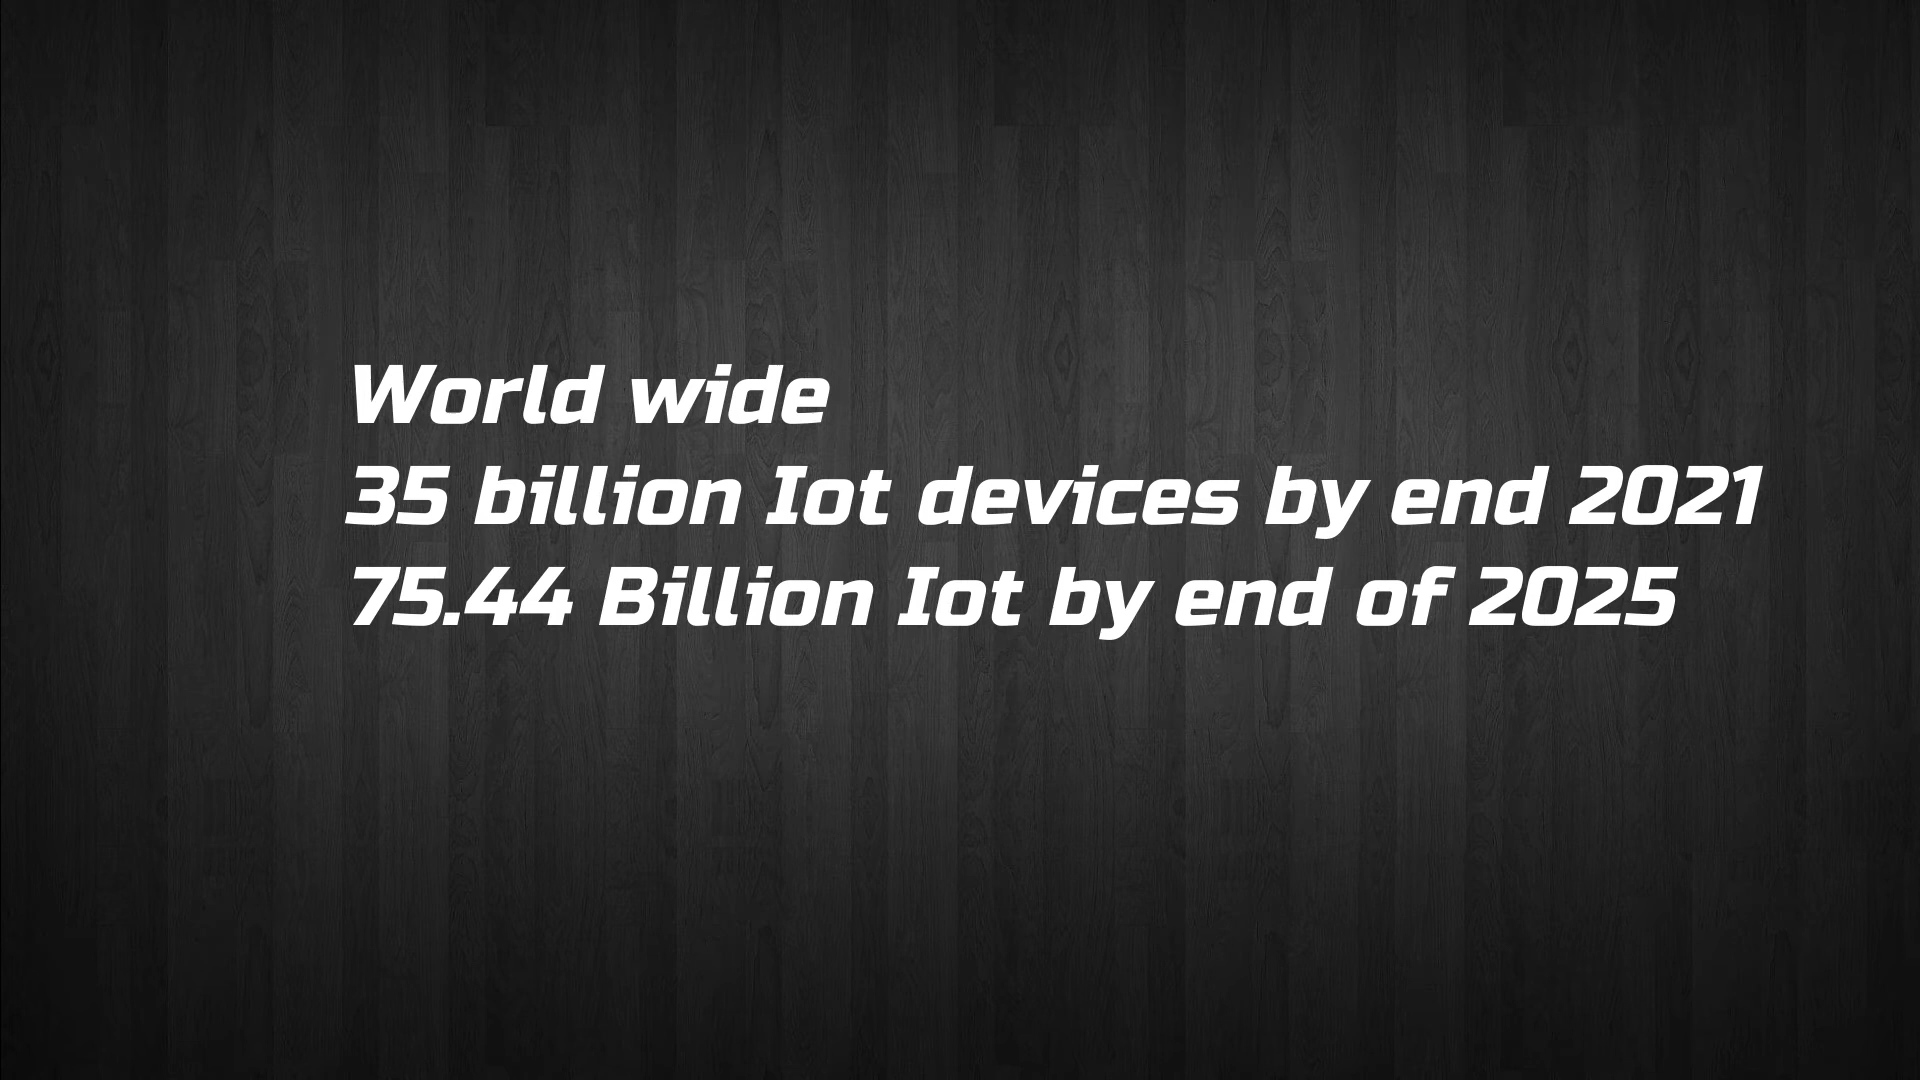 World wide
35 billion Iot devices by end 2021
75.44 Billion Iot by end of 2025